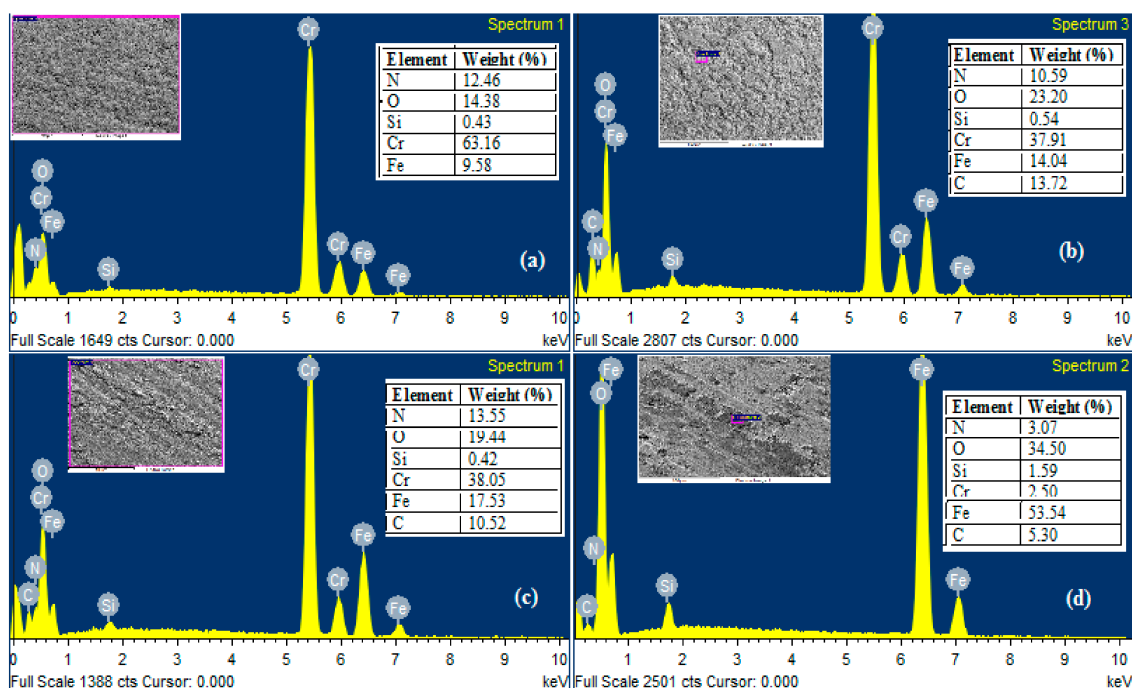 Spectrum 1
Cr
Element Weight (%)
N 12.46
O 14.38
Si 0.43
Cr 63.16
Fe 9.58
O
Cr
Fe
N
Si
Cr
Fe
Fe
(a)
0 1 2 3 4 5 6 7 8 9 10
Full Scale 1649 cts Cursor: 0.000 keV
Spectrum 3
Cr
Element Weight (%)
N 10.59
O 23.20
Si 0.54
Cr 37.91
Fe 14.04
C 13.72
O
Cr
Fe
C
N
Si
Cr
Fe
Fe
(b)
0 1 2 3 4 5 6 7 8 9 10
Full Scale 2807 cts Cursor: 0.000 keV
Spectrum 1
Cr
Element Weight (%)
N 13.55
O 19.44
Si 0.42
Cr 38.05
Fe 17.53
C 10.52
O
Cr
Fe
N
C
Si
Cr
Fe
Fe
(c)
0 1 2 3 4 5 6 7 8 9 10
Full Scale 1388 cts Cursor: 0.000 keV
Spectrum 2
Fe
O
Fe
Element Weight (%)
N 3.07
O 34.50
Si 1.59
Cr 2.50
Fe 53.54
C 5.30
N
C
Si
Fe
(d)
1 2 3 4 5 6 7 8 9 10
Full Scale 2501 cts Cursor: 0.000 keV